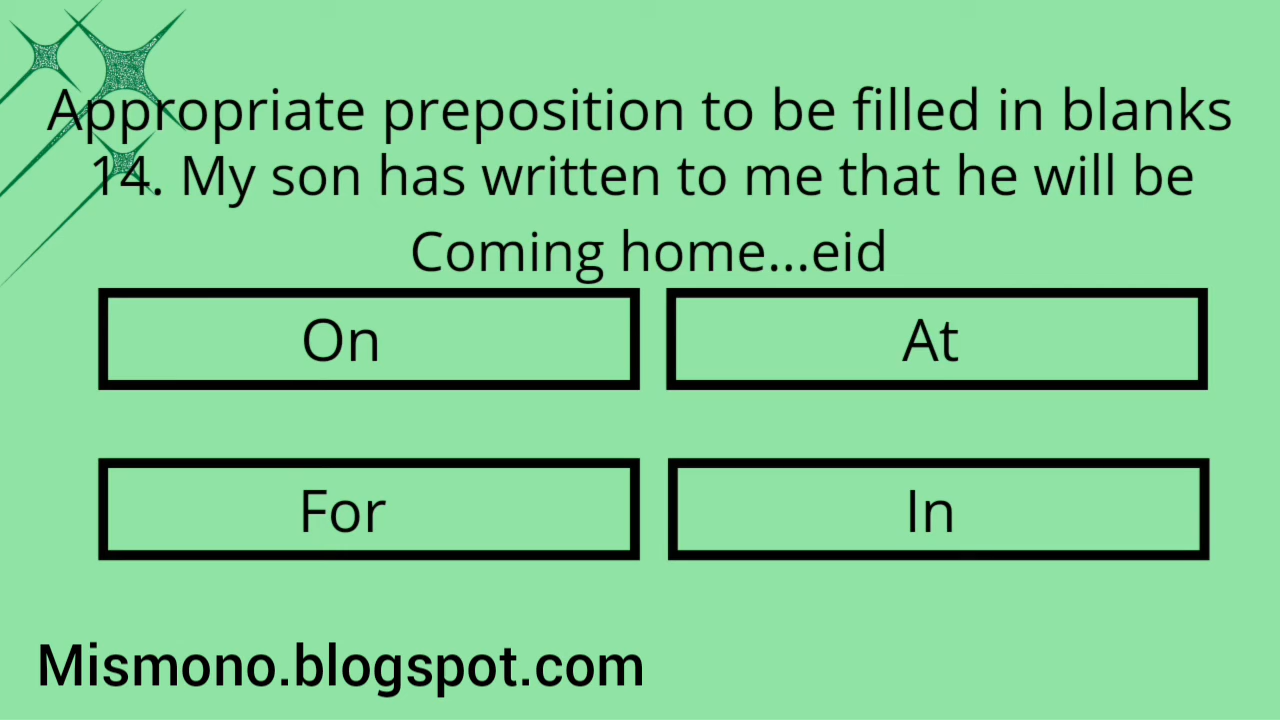 Appropriate preposition to be filled in blanks
14. My son has written to me that he will be
Coming home...eid
On
At
For
In
Mismono.blogspot.com